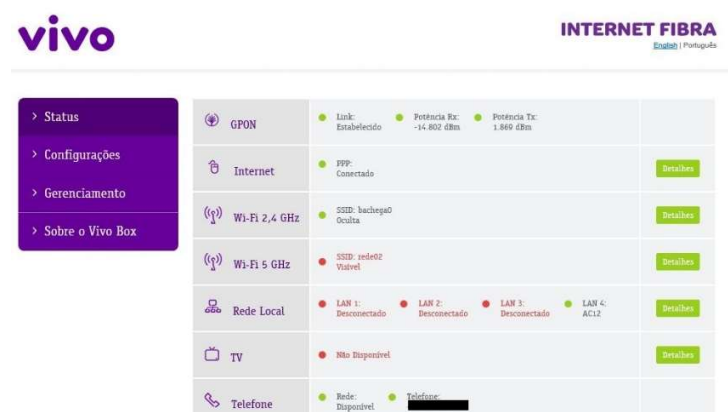 vivo
INTERNET FIBRA
English | Português
> Status
> Configurações
> Gerenciamento
> Sobre o Vivo Box
GPON
Link:
Estabelecido
Potência Rx:
-14.802 dBm
Potência Tx:
1.869 dBm
Internet
PPP:
Conectado
Detalhes
Wi-Fi 2,4 GHz
SSID: bachega0
Oculta
Detalhes
Wi-Fi 5 GHz
SSID: rede02
Visível
Detalhes
Rede Local
LAN 1:
Desconectado
LAN 2:
Desconectado
LAN 3:
Desconectado
LAN 4:
AC12
Detalhes
TV
Não Disponível
Detalhes
Telefone
Rede:
Disponível
Telefone: